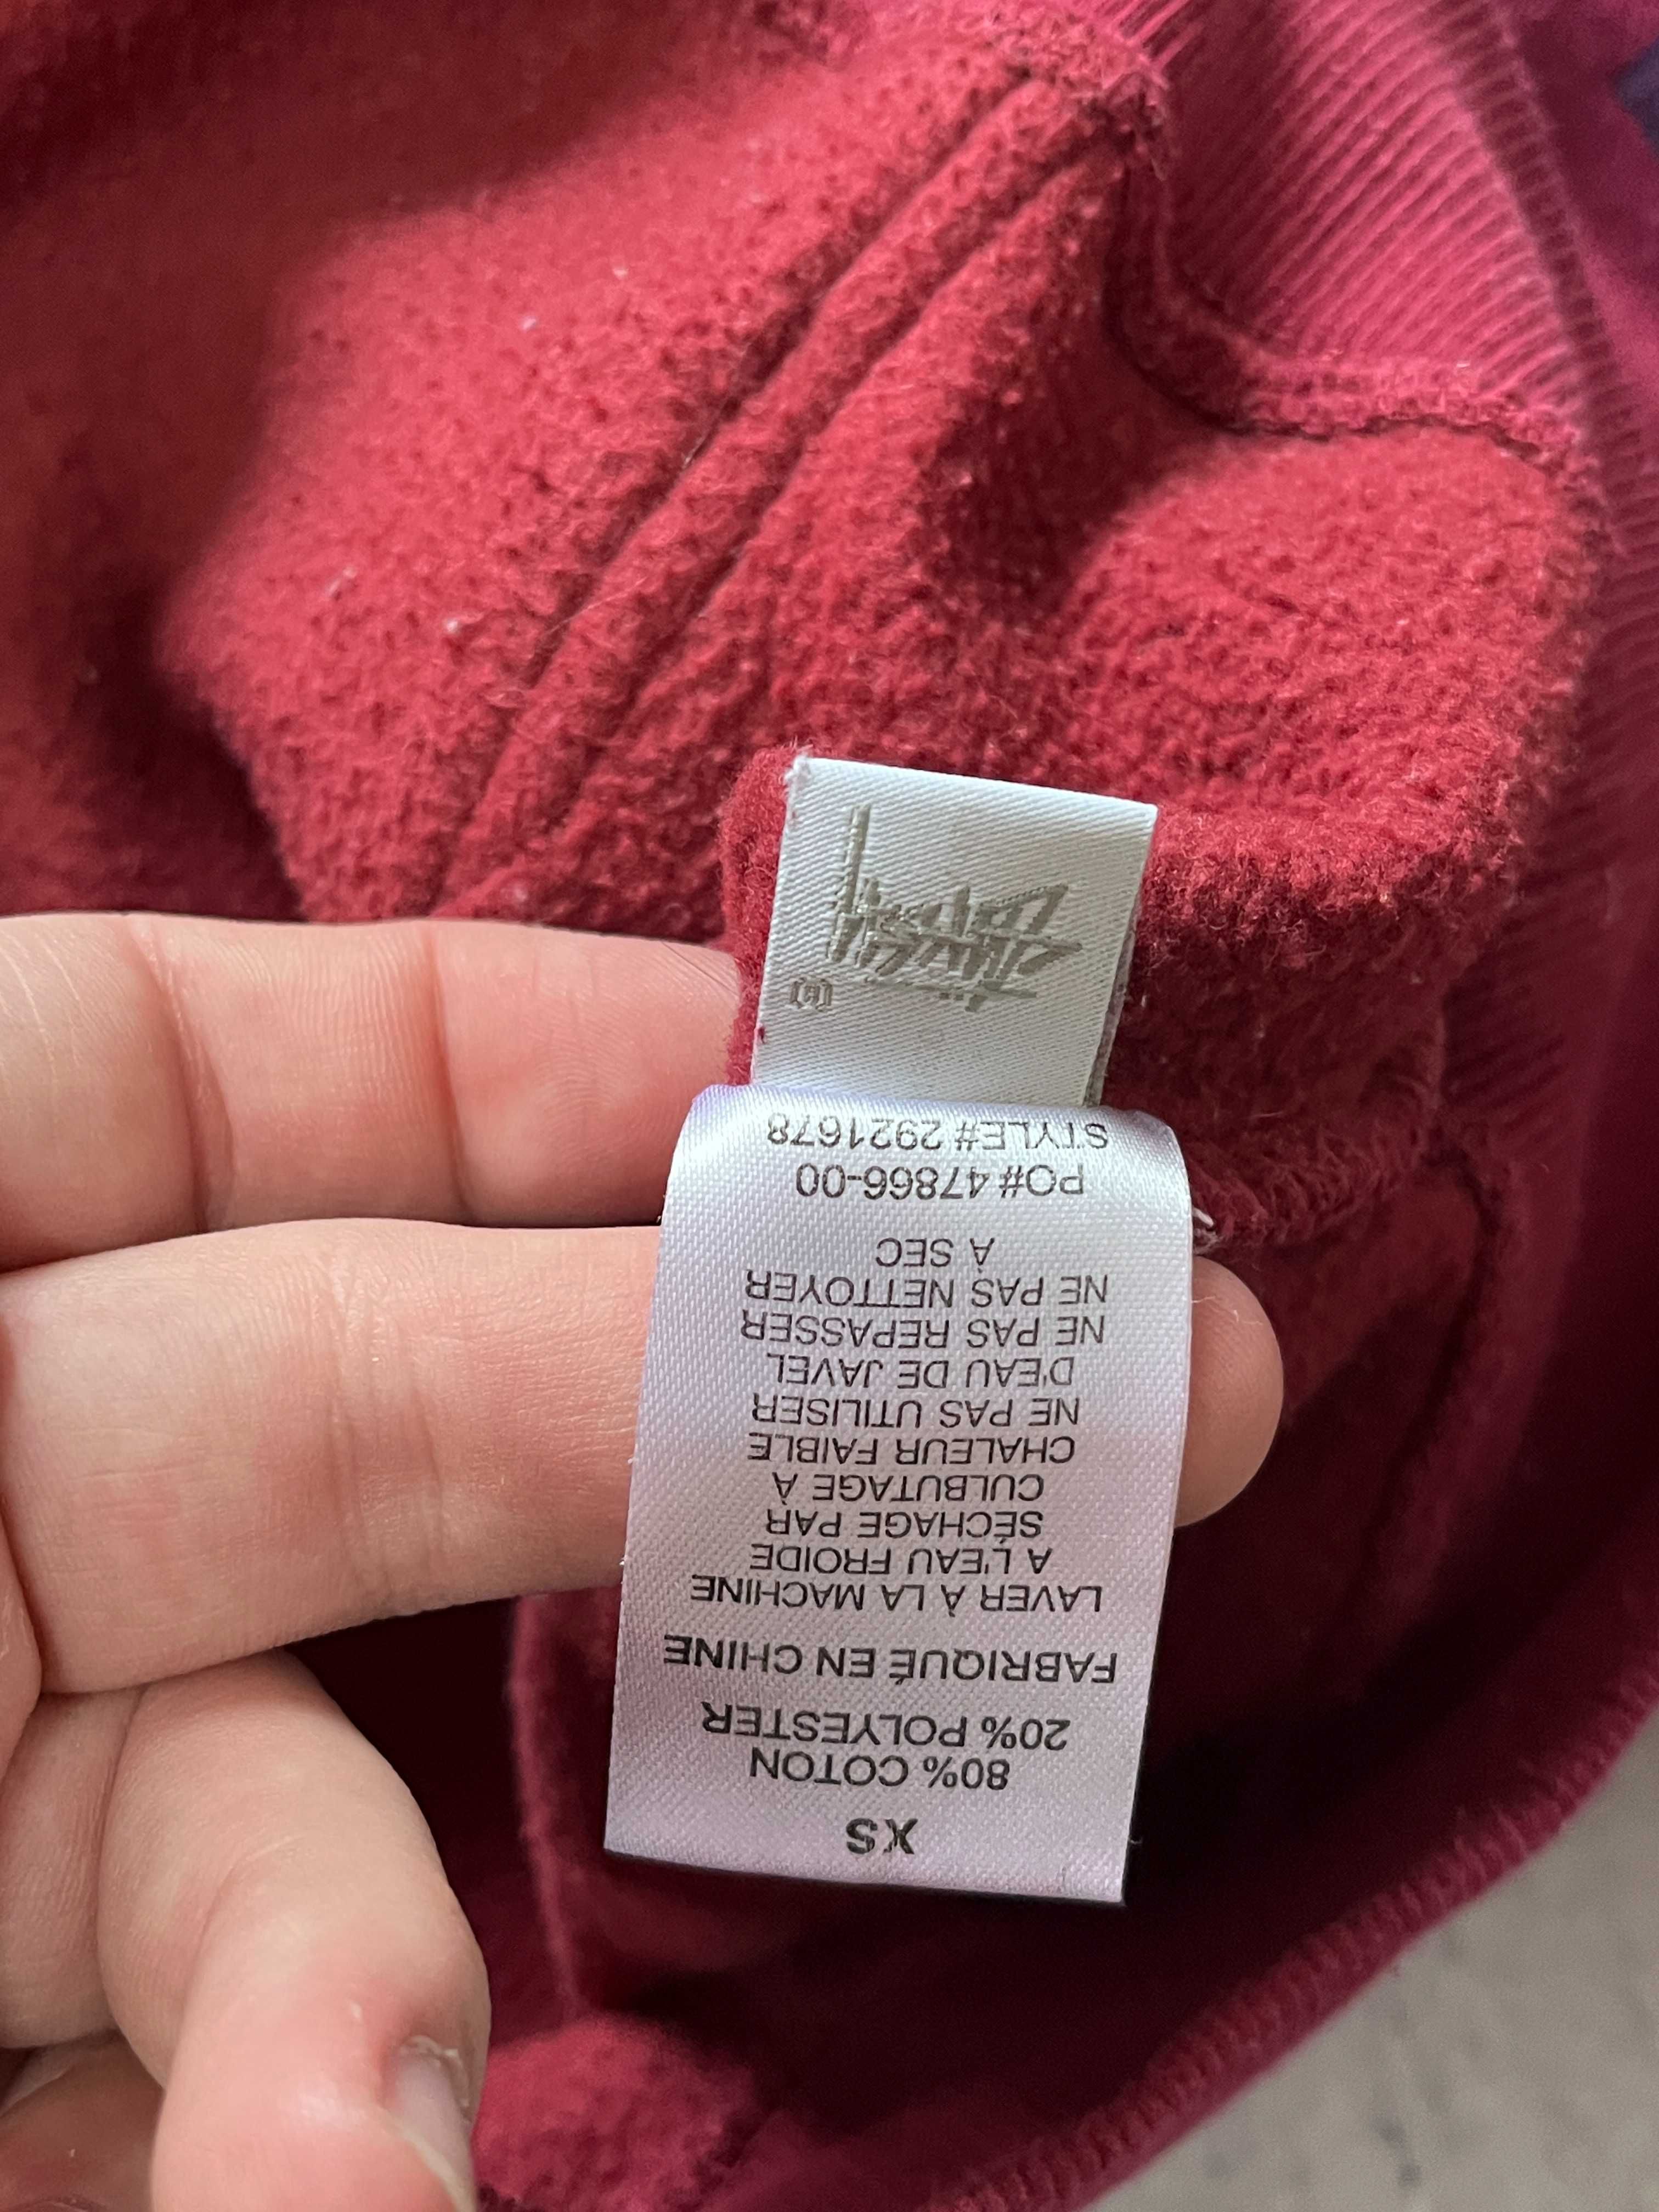 XS
80% COTON
20% POLYESTER
FABRIQUÉ EN CHINE
LAVER À LA MACHINE
A L'EAU FROIDE
SÉCHAGE PAR
CULBUTAGE À
CHALEUR FAIBLE
NE PAS UTILISER
D'EAU DE JAVEL
NE PAS REPASSER
NE PAS NETTOYER
À SEC
PO# 47866-00
STYLE# 2921678
Stüssy
(R)